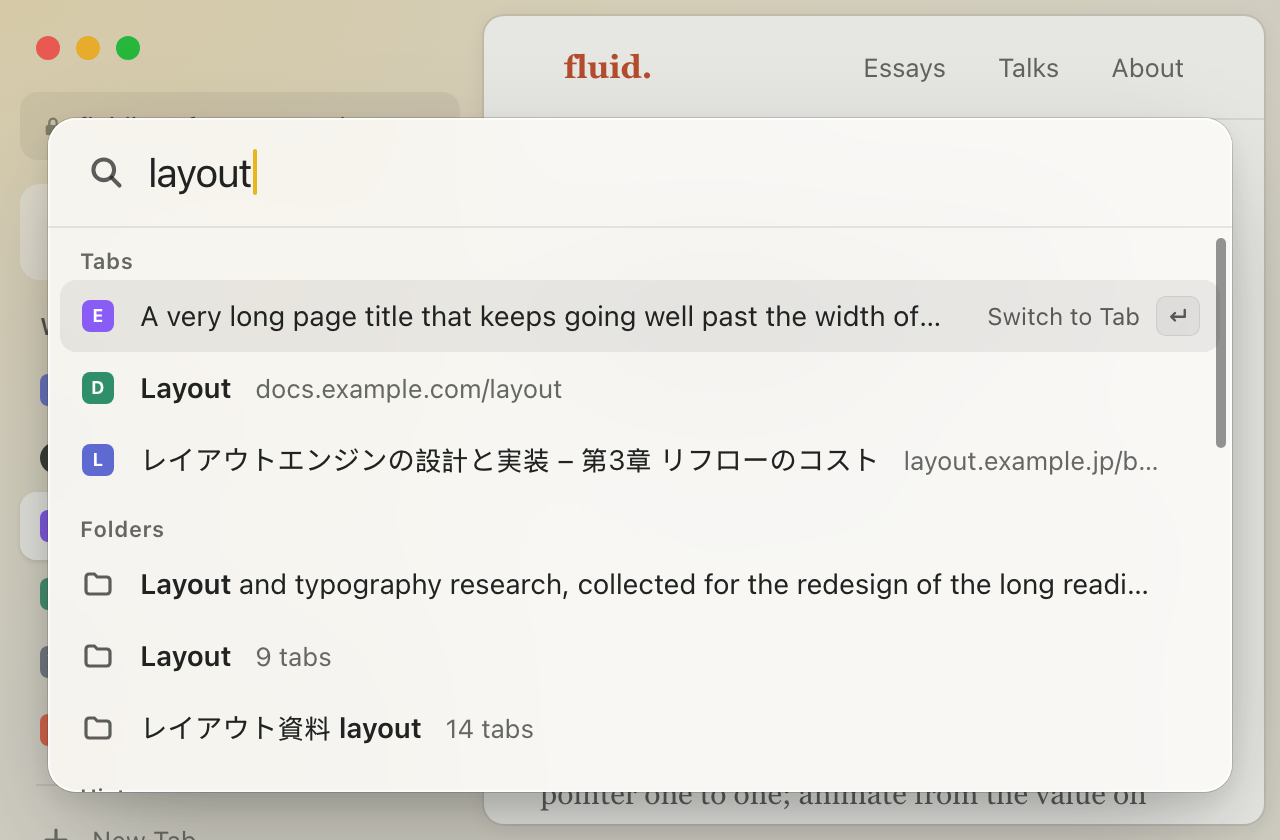 fluid.
Essays
Talks
About
layout
Tabs
E A very long page title that keeps going well past the width of… Switch to Tab
D Layout docs.example.com/layout
L レイアウトエンジンの設計と実装 – 第3章 リフローのコスト layout.example.jp/b…
Folders
Layout and typography research, collected for the redesign of the long readi…
Layout 9 tabs
レイアウト資料 layout 14 tabs
pointer one to one; animate from the value on
New Tab